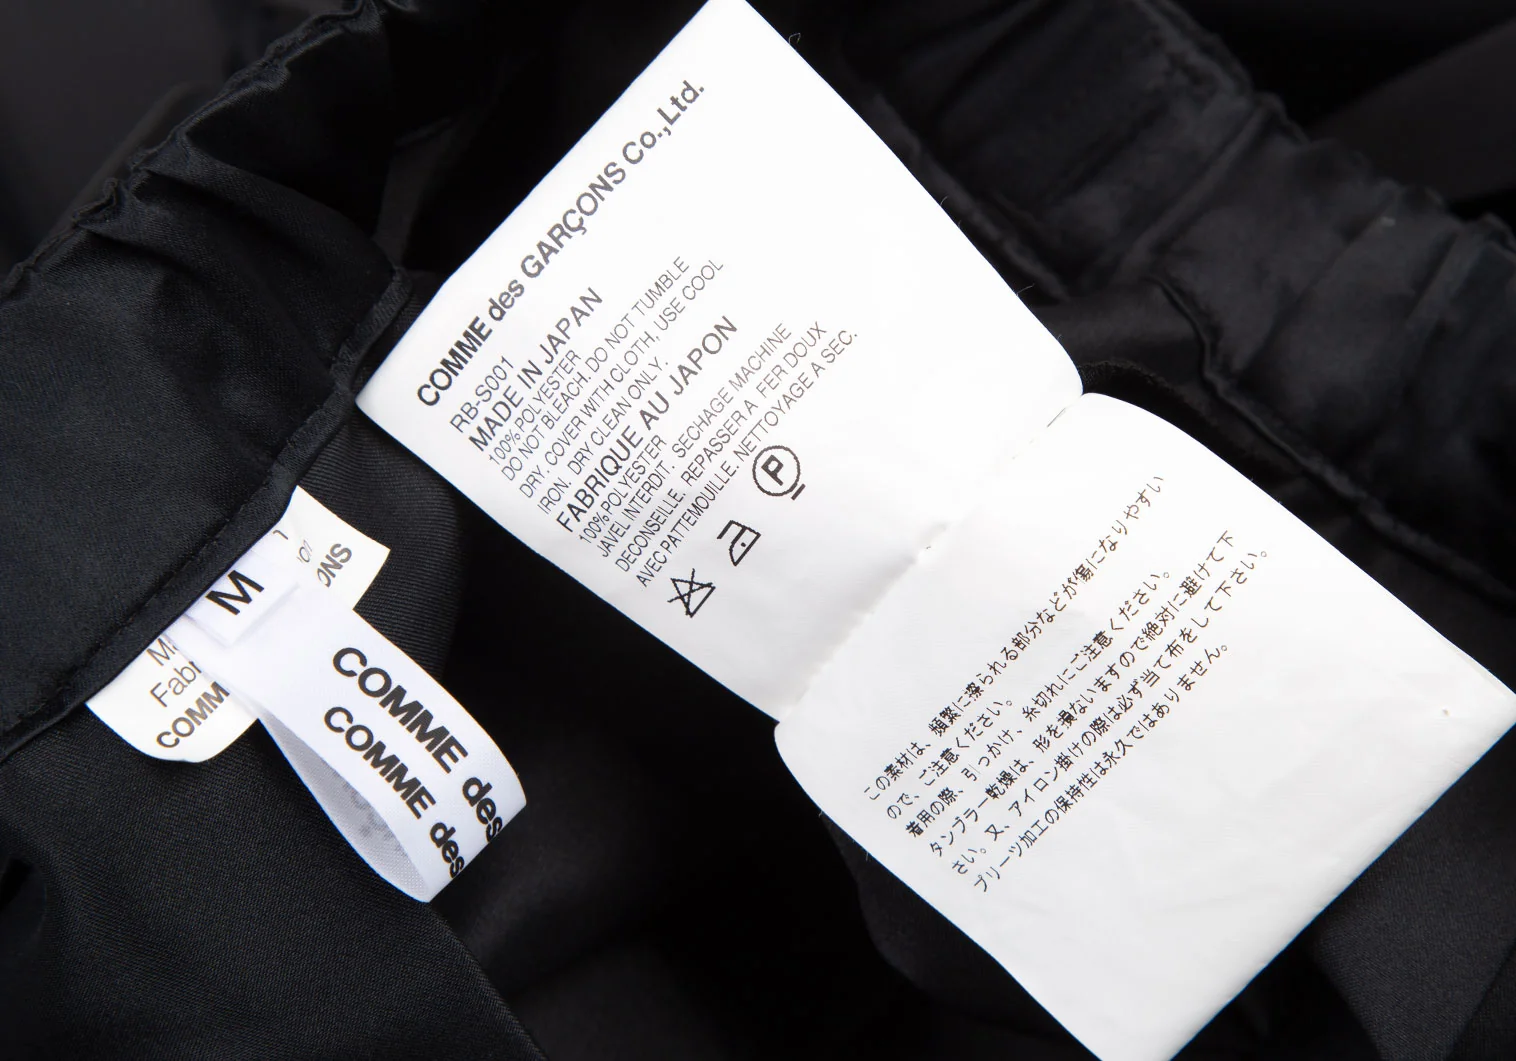 COMME des GARÇONS Co.,Ltd.
RB-S001
MADE IN JAPAN
100% POLYESTER
DO NOT BLEACH. DO NOT TUMBLE
DRY. COVER WITH CLOTH, USE COOL
IRON. DRY CLEAN ONLY.
FABRIQUE AU JAPON
100% POLYESTER
JAVEL INTERDIT. SECHAGE MACHINE
DECONSEILLE. REPASSER A FER DOUX
AVEC PATTEMOUILLE. NETTOYAGE A SEC.
P
この素材は、頻繁に擦られる部分などが傷になりやすい
ので、ご注意ください。
着用の際、引っかけ、糸切れにご注意ください。
タンブラー乾燥は、形を損ないますので絶対に避けて下
さい。又、アイロン掛けの際は必ず当て布をして下さい。
プリーツ加工の保持性は永久ではありません。
M
COMME des
COMME des
ONS
Fabr
COMM